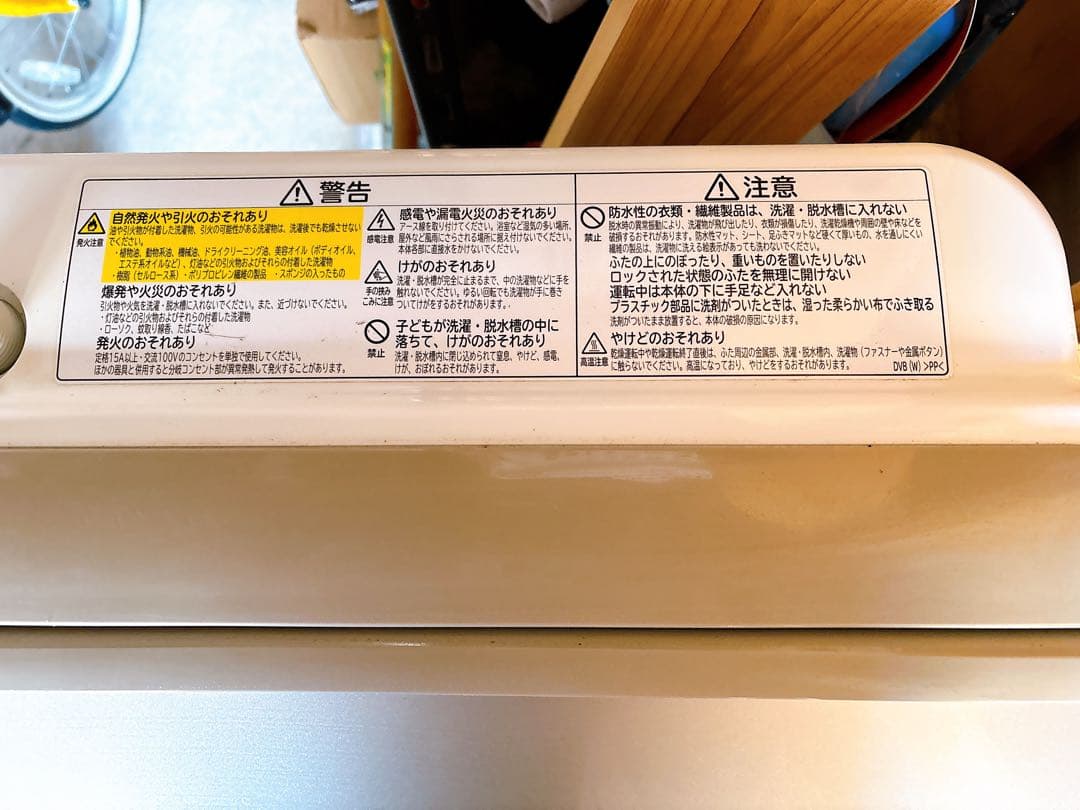 警告
自然発火や引火のおそれあり
油や引火物が付着した洗濯物、引火の可能性がある洗濯物は、洗濯後でも乾燥させない
でください。
・植物油、動物系油、機械油、ドライクリーニング油、美容オイル（ボディオイル、
エステ系オイルなど）、灯油などの引火物およびそれらの付着した洗濯物
・樹脂（セルロース系）・ポリプロピレン繊維の製品 ・スポンジの入ったもの
発火注意
爆発や火災のおそれあり
引火物や火気を洗濯・脱水槽に入れないでください。また、近づけないでください。
・灯油などの引火物およびそれらの付着した洗濯物
・ローソク、蚊取り線香、たばこなど
発火のおそれあり
定格15A以上・交流100Vのコンセントを単独で使用してください。
ほかの器具と併用すると分岐コンセント部が異常発熱して発火することがあります。
感電や漏電火災のおそれあり
アース線を取り付けてください。浴室など湿気の多い場所、
屋外など風雨にさらされる場所に据え付けないでください。
本体各部に直接水をかけないでください。
感電注意
けがのおそれあり
洗濯・脱水槽が完全に止まるまで、中の洗濯物などに手を
触れないでください。ゆるい回転でも洗濯物が手に巻き
ついてけがをするおそれがあります。
手の挟み
こみに注意
子どもが洗濯・脱水槽の中に
落ちて、けがのおそれあり
洗濯・脱水槽内に閉じ込められて窒息、やけど、感電、
けが、おぼれるおそれがあります。
禁止
注意
防水性の衣類・繊維製品は、洗濯・脱水槽に入れない
脱水時の異常振動により、洗濯物が飛び出したり、衣類が損傷したり、洗濯乾燥機や周囲の壁や床などを
破損するおそれがあります。防水性マット、シート、足ふきマットなど硬くて厚いもの、水を通しにくい
繊維の製品は、洗濯物に洗える絵表示があっても洗わないでください。
禁止
ふたの上にのぼったり、重いものを置いたりしない
ロックされた状態のふたを無理に開けない
運転中は本体の下に手足など入れない
プラスチック部品に洗剤がついたときは、湿った柔らかい布でふき取る
洗剤がついたまま放置すると、本体の破損の原因になります。
やけどのおそれあり
乾燥運転中や乾燥運転終了直後は、ふた周辺の金属部、洗濯・脱水槽内、洗濯物（ファスナーや金属ボタン）
に触らないでください。高温になっており、やけどをするおそれがあります。
高温注意
DVB (W) >PP<